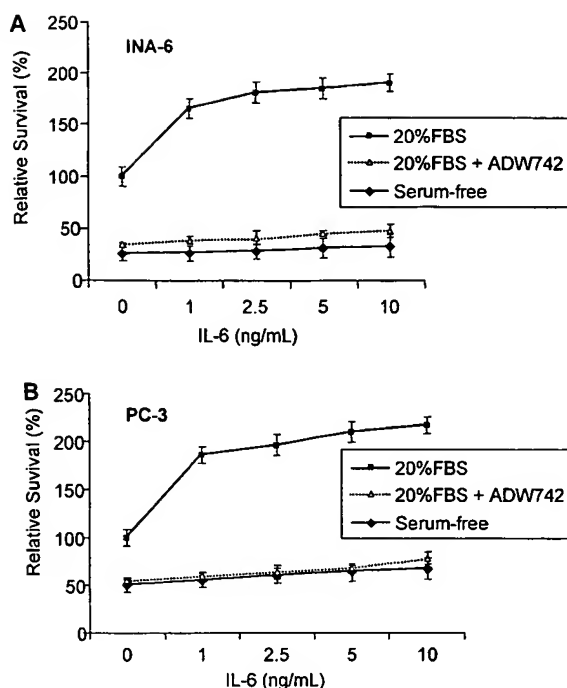 A
INA-6
Relative Survival (%)
250
200
150
100
50
0
20%FBS
20%FBS + ADW742
Serum-free
0 1 2.5 5 10
IL-6 (ng/mL)
B
PC-3
Relative Suvival (%)
250
200
150
100
50
0
20%FBS
20%FBS + ADW742
Serum-free
0 1 2.5 5 10
IL-6 (ng/mL)